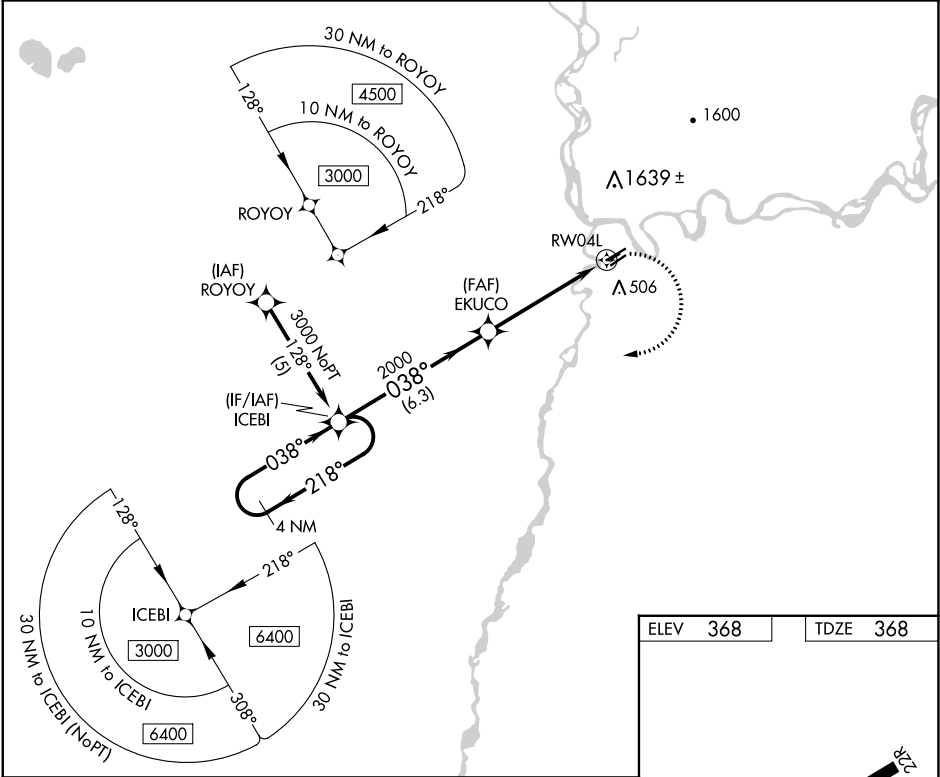 30 NM to ROYOY
4500
128°
10 NM to ROYOY
3000
218°
ROYOY
1600
1639 ±
RW04L
506
(IAF)
ROYOY
3000 NoPT
128°
(5)
(FAF)
EKUCO
2000
038°
(6.3)
(IF/IAF)
ICEBI
038°
218°
4 NM
128°
218°
ICEBI
3000
6400
10 NM to ICEBI
308°
30 NM to ICEBI
30 NM to ICEBI (NoPT)
6400
ELEV 368
TDZE 368
22R